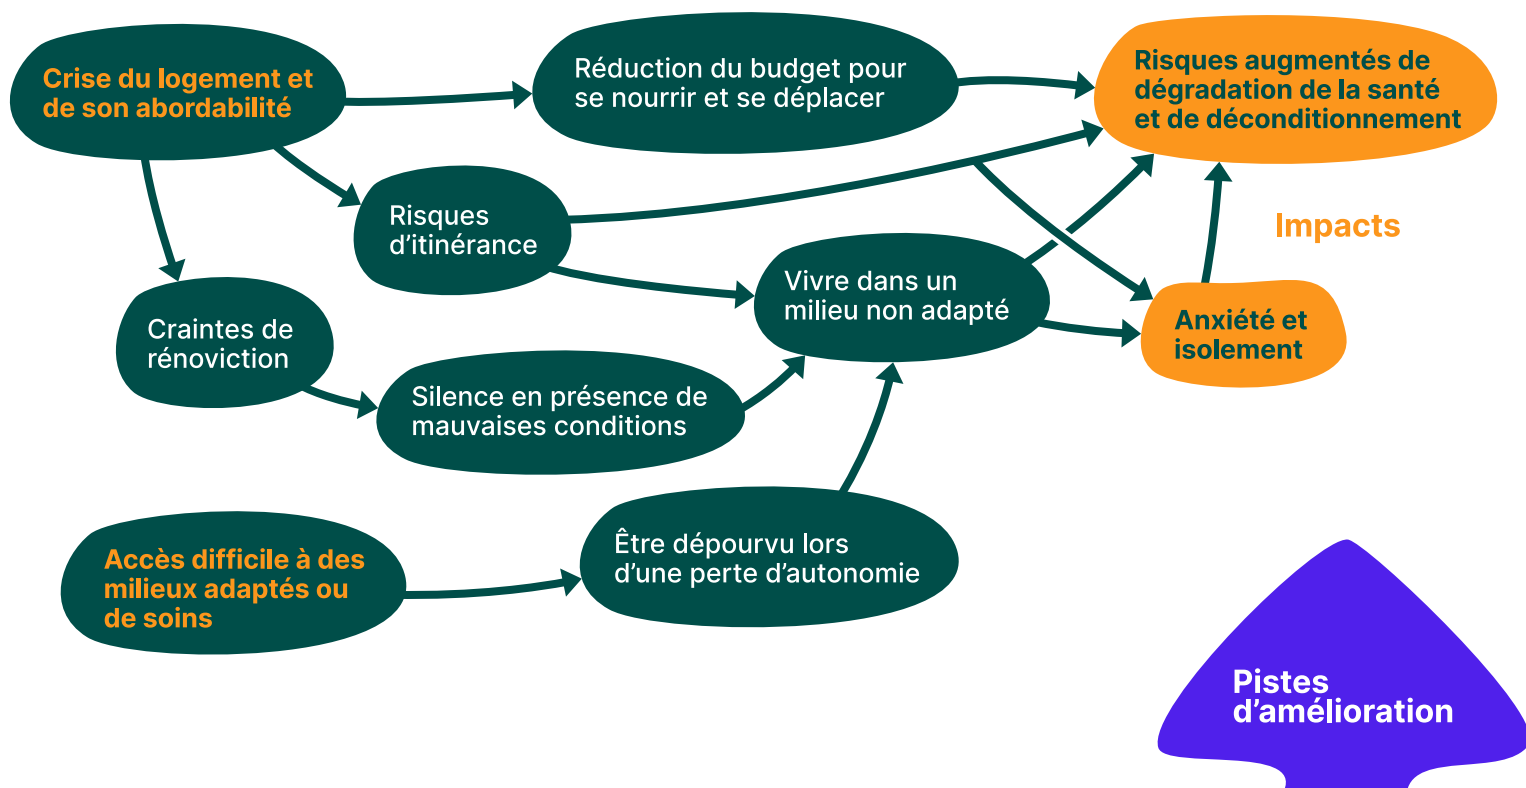 Crise du logement et
de son abordabilité
Réduction du budget pour
se nourrir et se déplacer
Risques augmentés de
dégradation de la santé
et de déconditionnement
Risques
d’itinérance
Impacts
Vivre dans un
milieu non adapté
Craintes de
rénoviction
Anxiété et
isolement
Silence en présence de
mauvaises conditions
Être dépourvu lors
d’une perte d’autonomie
Accès difficile à des
milieux adaptés ou
de soins
Pistes
d’amélioration